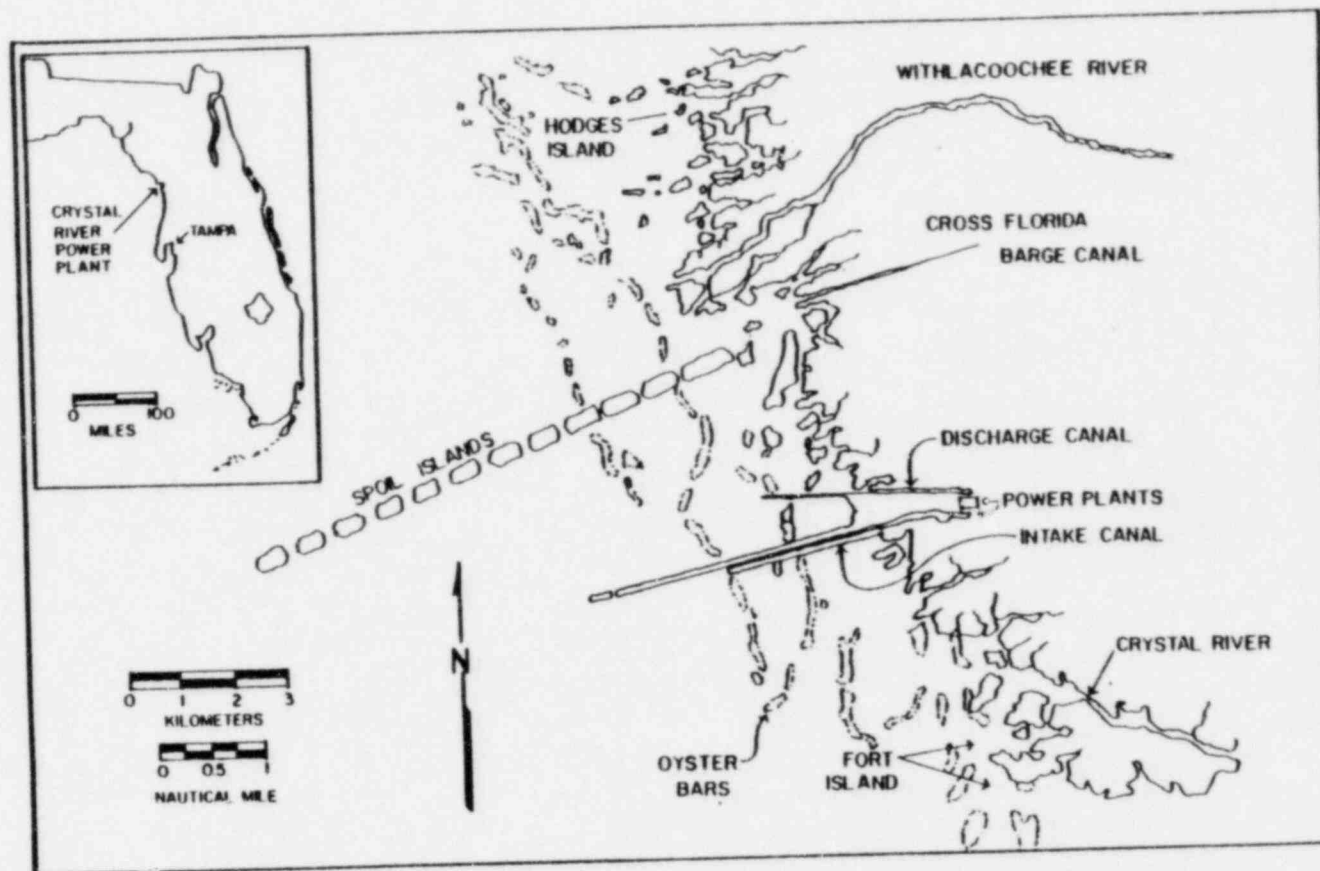 CRYSTAL
RIVER
POWER
PLANT
TAMPA
0 100
MILES
WITHLACOOCHEE RIVER
HODGES
ISLAND
CROSS FLORIDA
BARGE CANAL
SPOIL ISLANDS
DISCHARGE CANAL
POWER PLANTS
INTAKE CANAL
N
CRYSTAL RIVER
0 1 2 3
KILOMETERS
0 0.5 1
NAUTICAL MILE
OYSTER
BARS
FORT
ISLAND